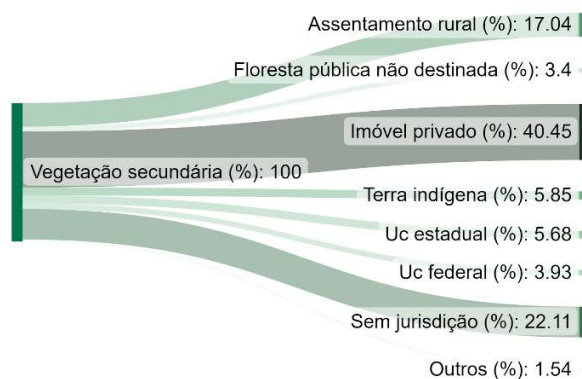 Assentamento rural (%): 17.04
Floresta pública não destinada (%): 3.4
Imóvel privado (%): 40.45
Vegetação secundária (%): 100
Terra indígena (%): 5.85
Uc estadual (%): 5.68
Uc federal (%): 3.93
Sem jurisdição (%): 22.11
Outros (%): 1.54